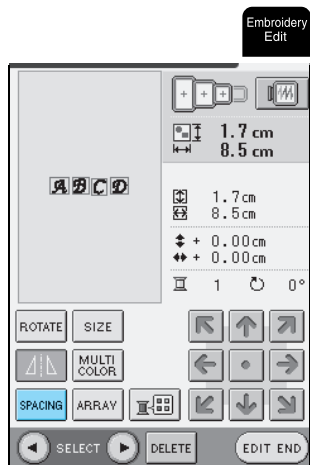 Embroidery
Edit
1.7 cm
8.5 cm
A B C D
1.7cm
8.5cm
+ 0.00cm
+ 0.00cm
1 0°
ROTATE SIZE
MULTI
COLOR
SPACING ARRAY
SELECT DELETE EDIT END